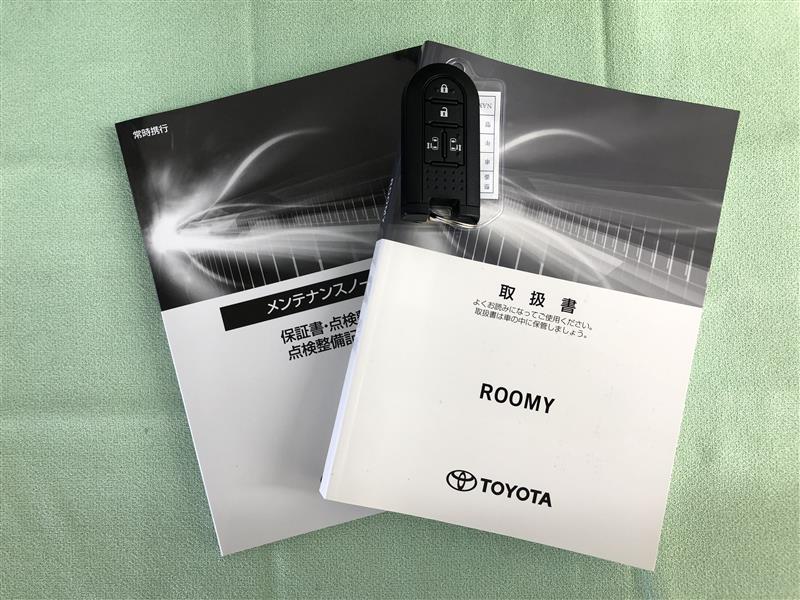 常時携行
メンテナンスノー
保証書・点検
点検整備記
取扱書
よくお読みになってご使用ください。
取扱書は車の中に保管しましょう。
ROOMY
TOYOTA